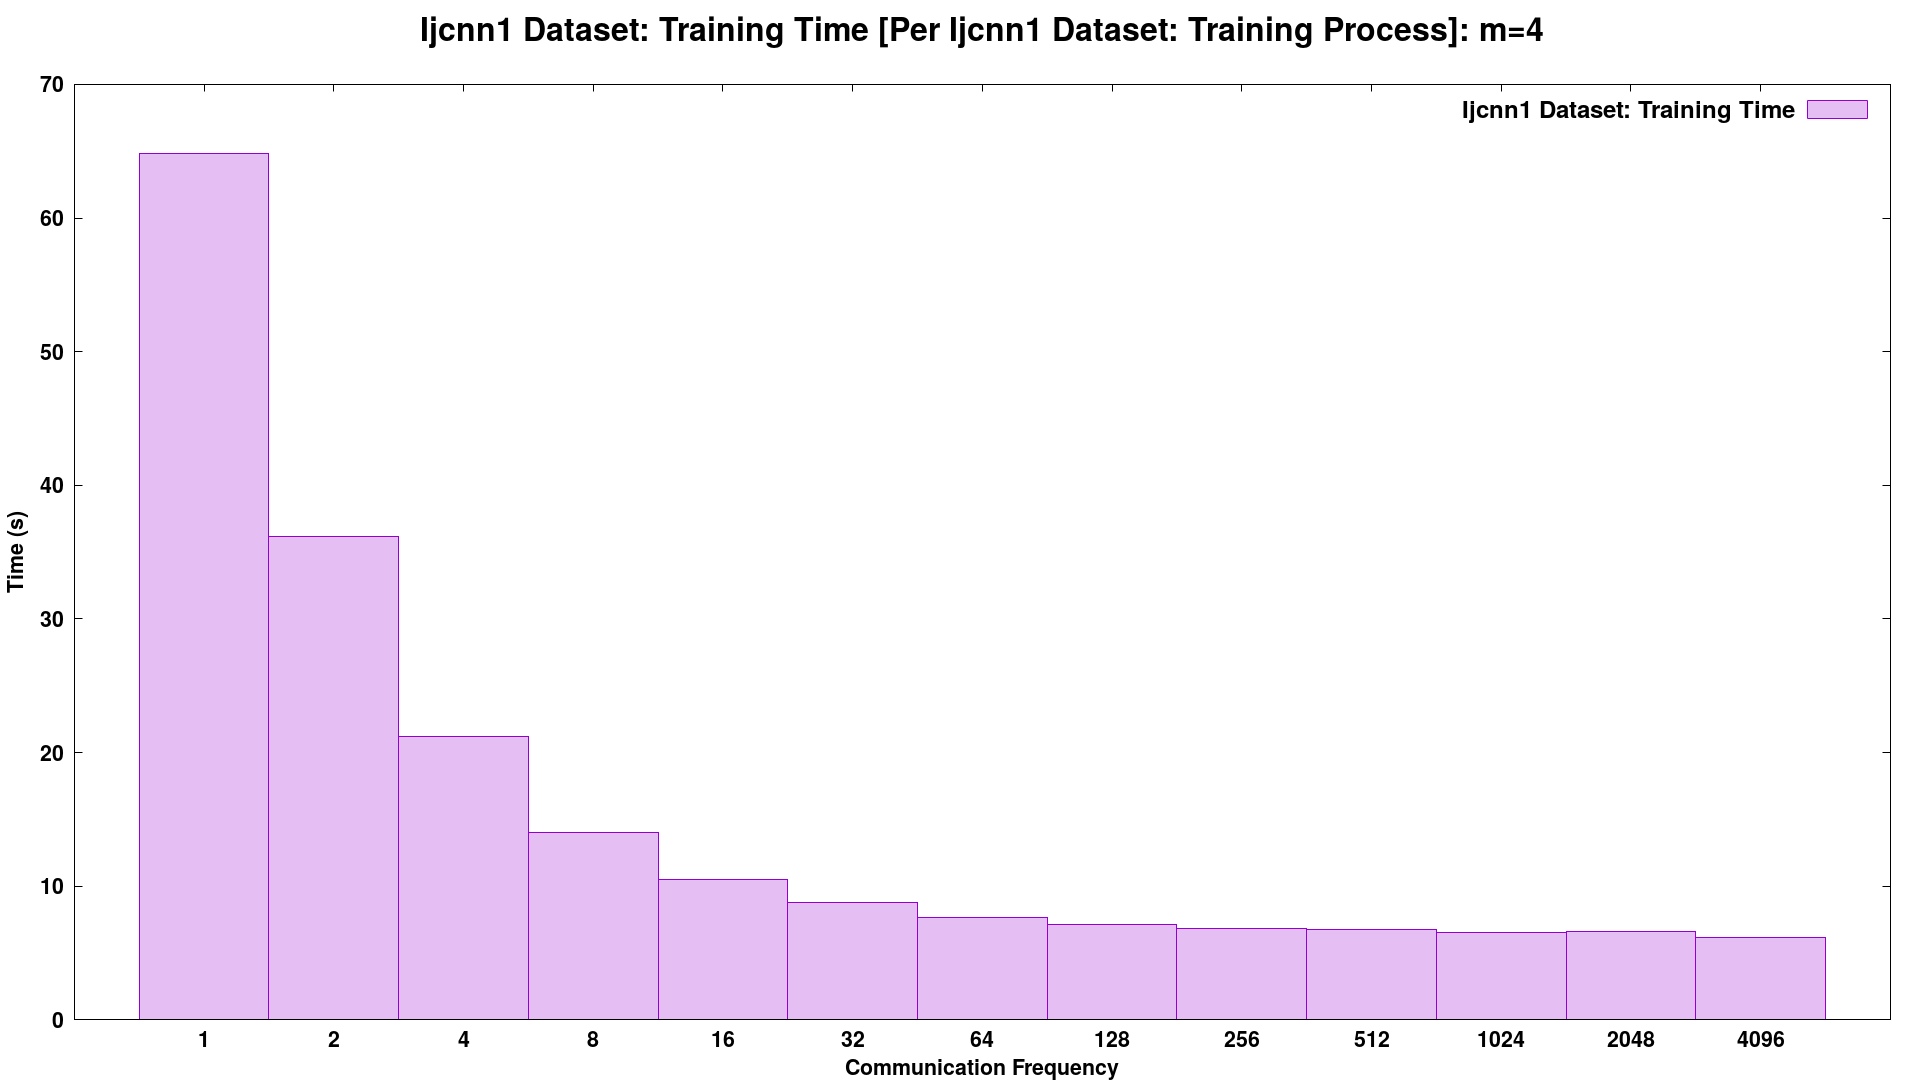 Ijcnn1 Dataset: Training Time [Per Ijcnn1 Dataset: Training Process]: m=4
Ijcnn1 Dataset: Training Time
70
60
50
40
30
20
10
0
Time (s)
1 2 4 8 16 32 64 128 256 512 1024 2048 4096
Communication Frequency